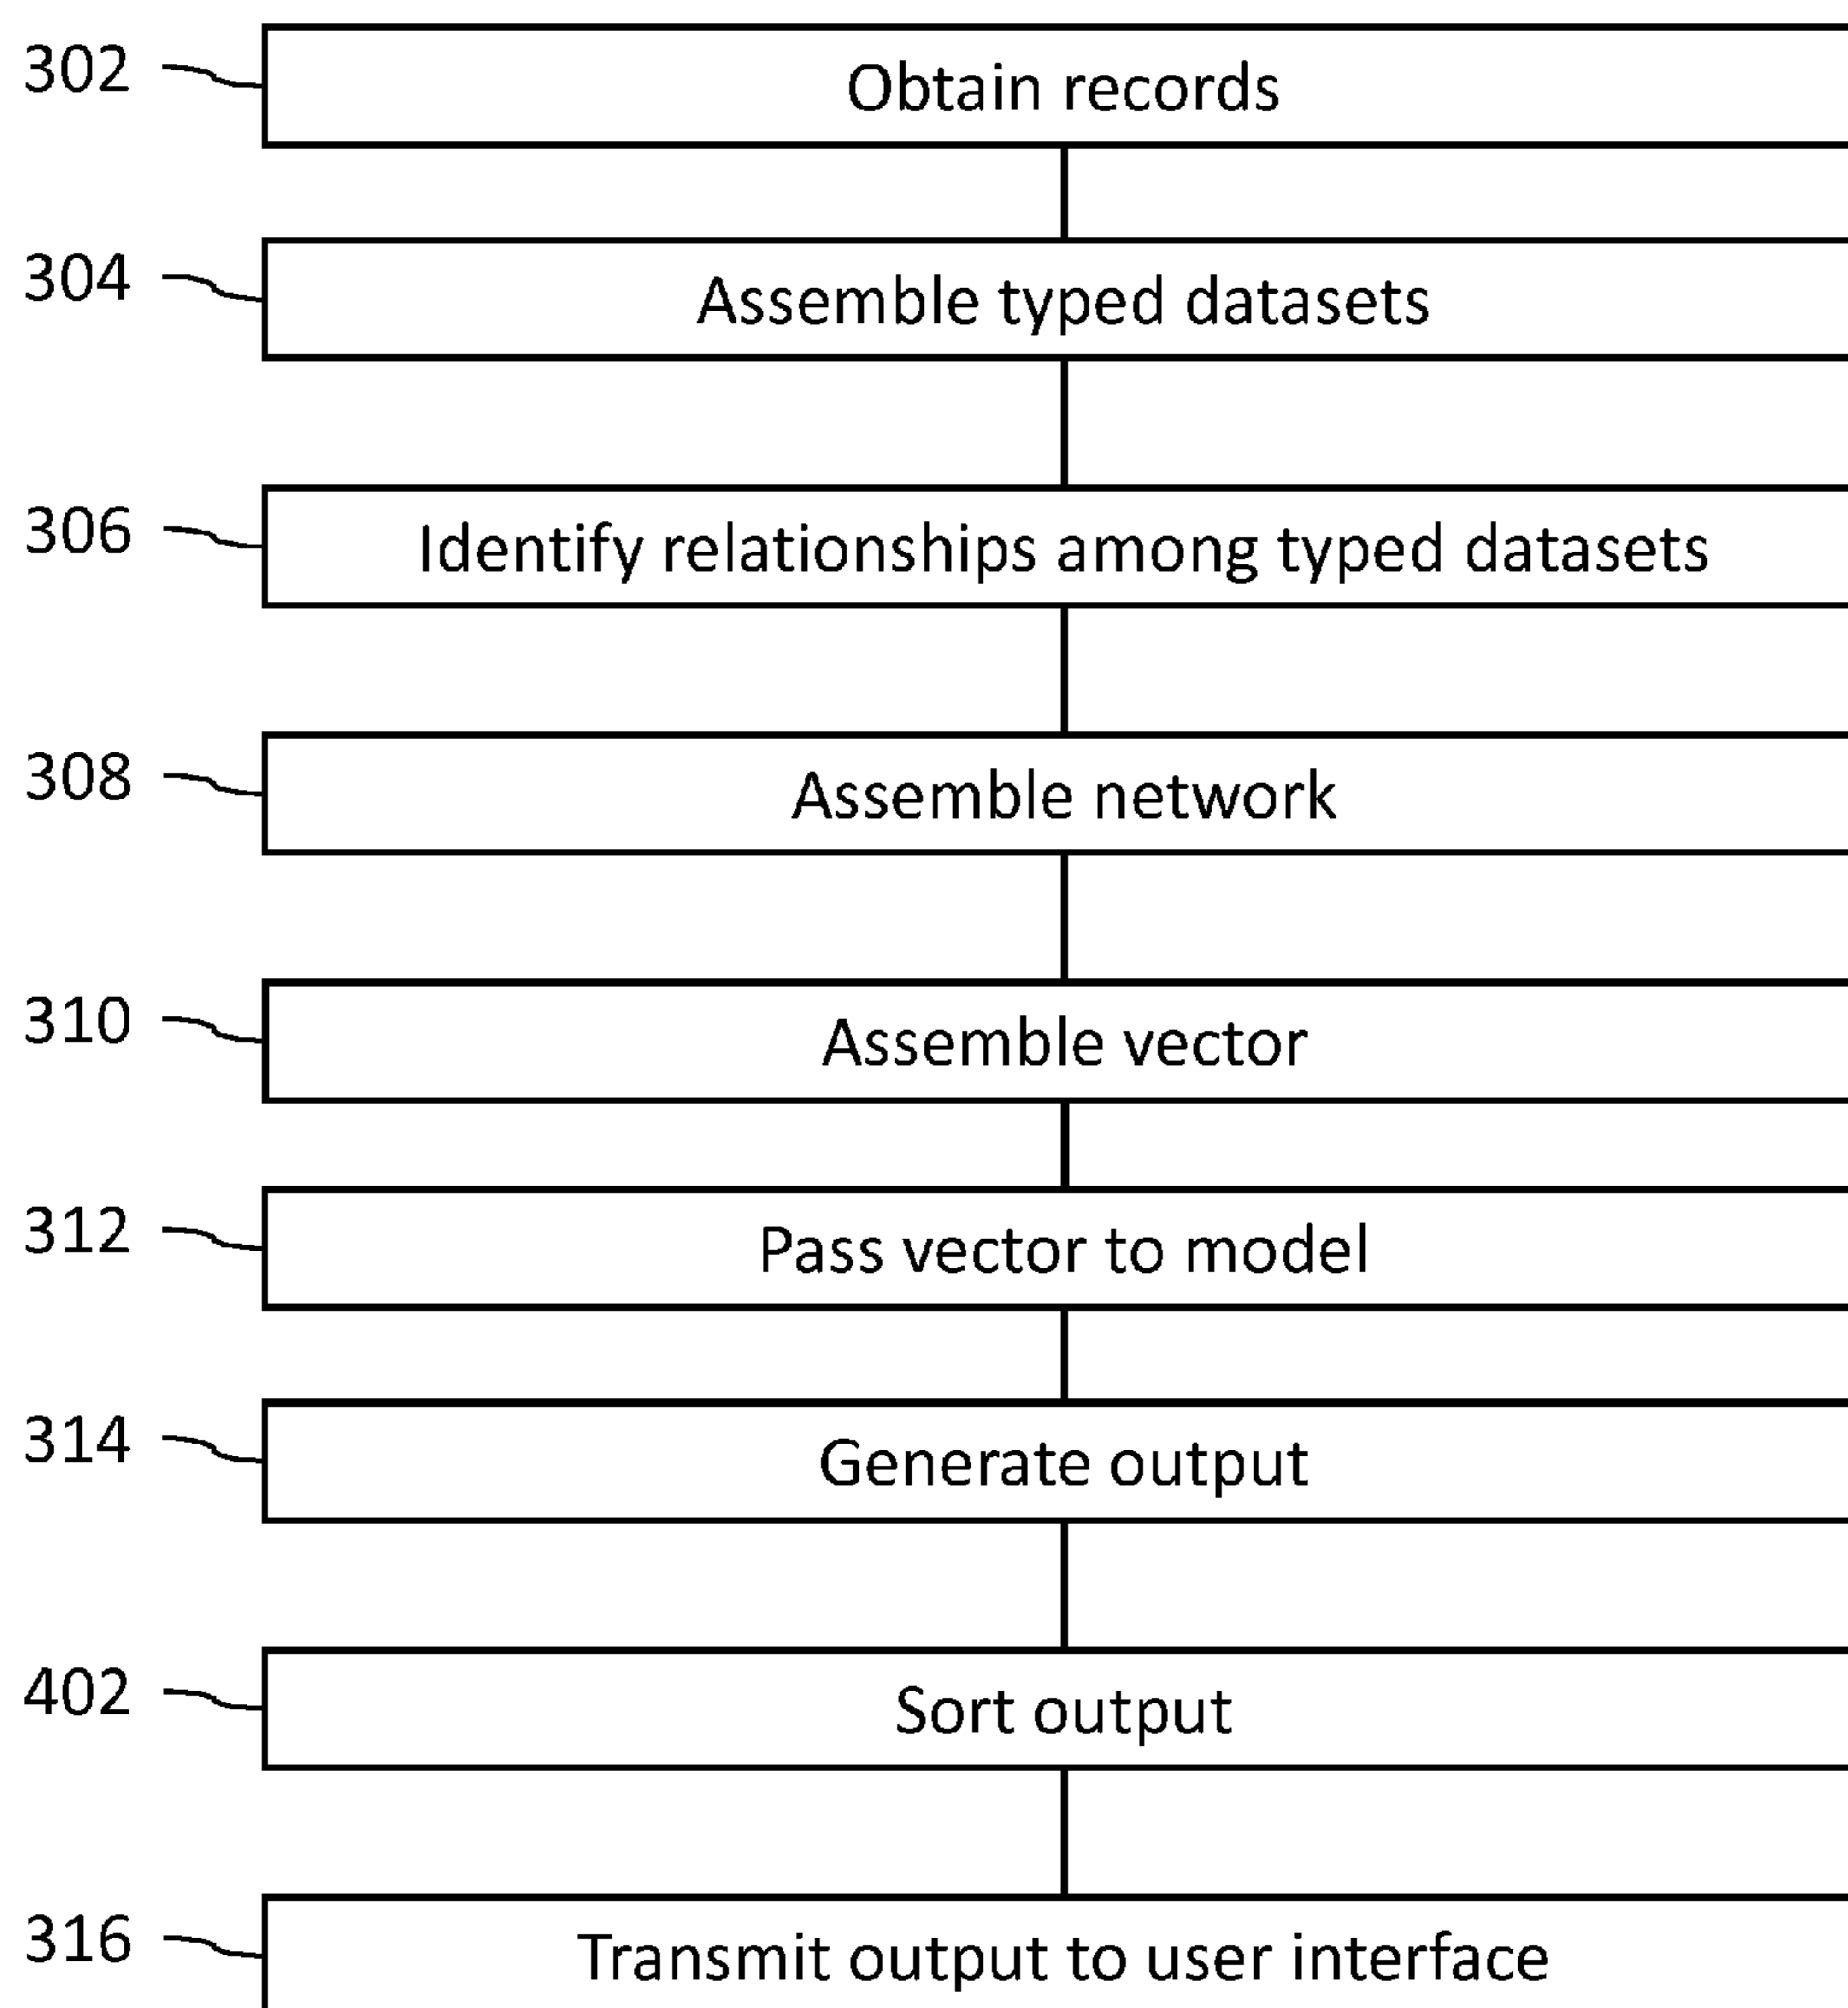 302 Obtain records
304 Assemble typed datasets
306 Identify relationships among typed datasets
308 Assemble network
310 Assemble vector
312 Pass vector to model
314 Generate output
402 Sort output
316 Transmit output to user interface